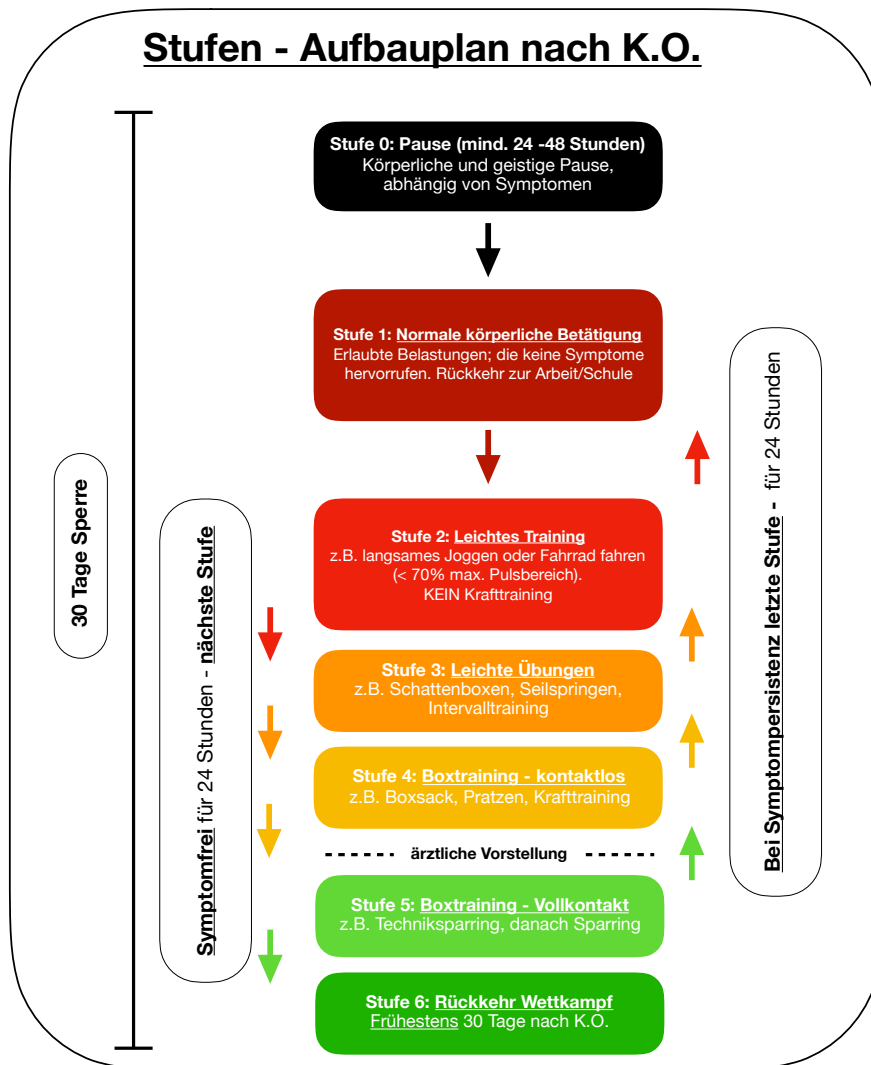 Stufen - Aufbauplan nach K.O.
Stufe 0: Pause (mind. 24 -48 Stunden)
Körperliche und geistige Pause,
abhängig von Symptomen
Stufe 1: Normale körperliche Betätigung
Erlaubte Belastungen; die keine Symptome
hervorrufen. Rückkehr zur Arbeit/Schule
30 Tage Sperre
Symptomfrei für 24 Stunden - nächste Stufe
Bei Symptompersistenz letzte Stufe - für 24 Stunden
Stufe 2: Leichtes Training
z.B. langsames Joggen oder Fahrrad fahren
(< 70% max. Pulsbereich).
KEIN Krafttraining
Stufe 3: Leichte Übungen
z.B. Schattenboxen, Seilspringen,
Intervalltraining
Stufe 4: Boxtraining - kontaktlos
z.B. Boxsack, Pratzen, Krafttraining
ärztliche Vorstellung
Stufe 5: Boxtraining - Vollkontakt
z.B. Techniksparring, danach Sparring
Stufe 6: Rückkehr Wettkampf
Frühestens 30 Tage nach K.O.